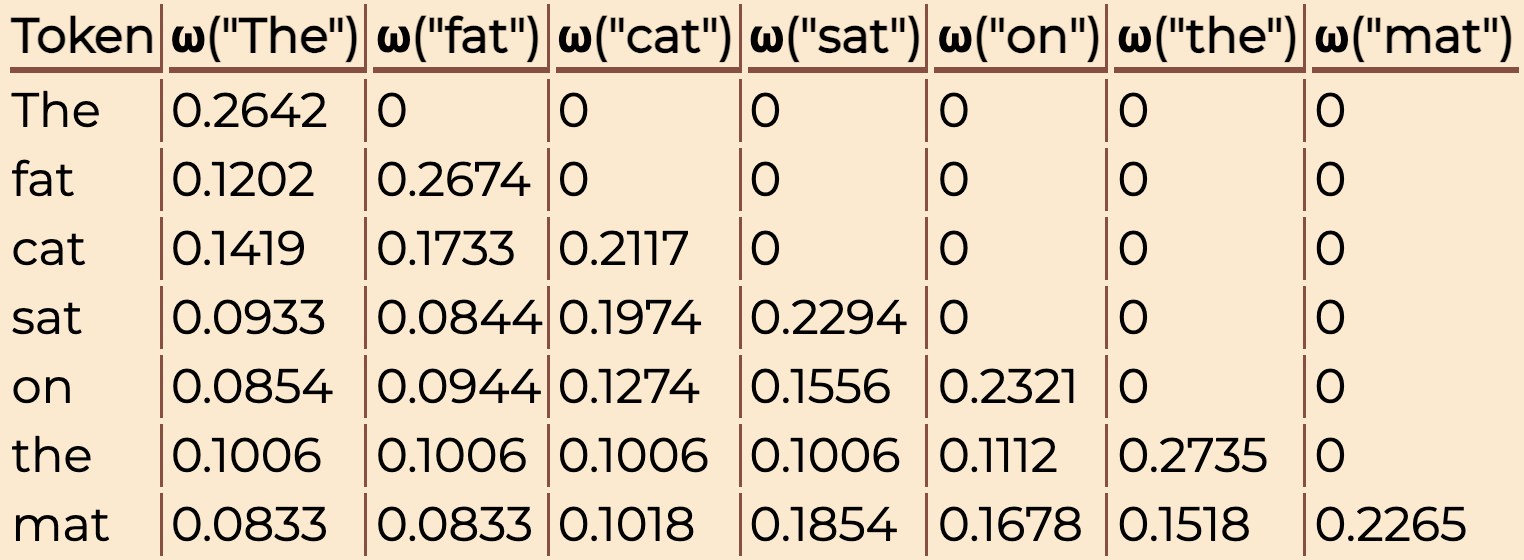 Token ω("The") ω("fat") ω("cat") ω("sat") ω("on") ω("the") ω("mat")
The 0.2642 0 0 0 0 0 0
fat 0.1202 0.2674 0 0 0 0 0
cat 0.1419 0.1733 0.2117 0 0 0 0
sat 0.0933 0.0844 0.1974 0.2294 0 0 0
on 0.0854 0.0944 0.1274 0.1556 0.2321 0 0
the 0.1006 0.1006 0.1006 0.1006 0.1112 0.2735 0
mat 0.0833 0.0833 0.1018 0.1854 0.1678 0.1518 0.2265